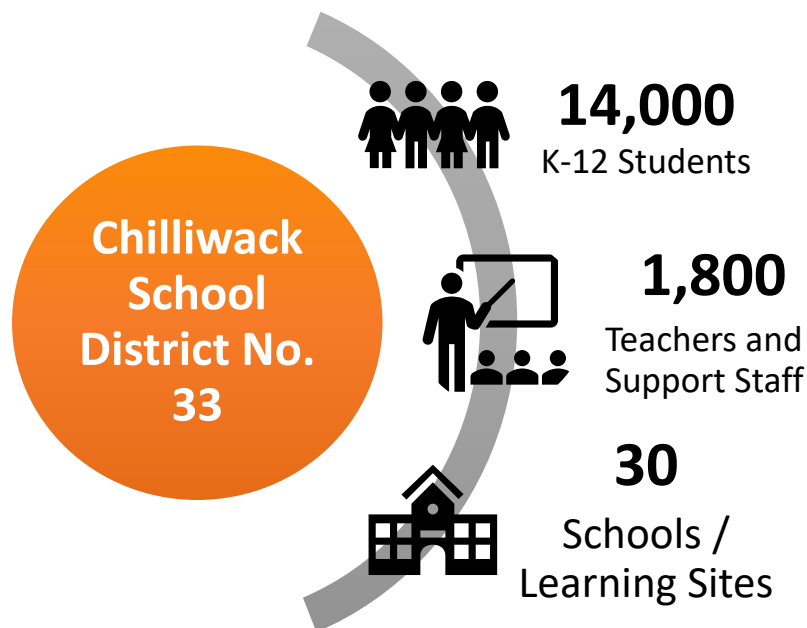 Chilliwack
School
District No.
33
14,000
K-12 Students
1,800
Teachers and
Support Staff
30
Schools /
Learning Sites